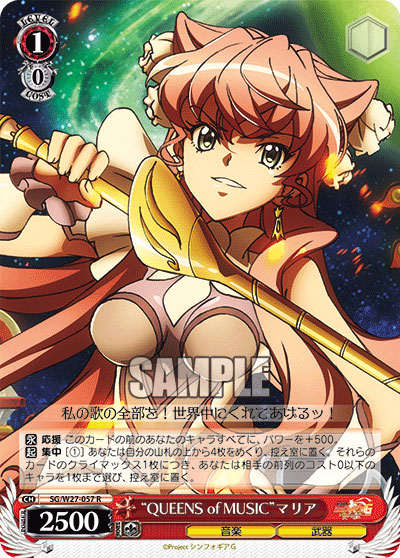 LEVEL
1
0
COST
SAMPLE
私の歌の全部を!世界中にくれてあげるッ!
永 応援 このカードの前のあなたのキャラすべてに、パワーを+500。
起 集中 [①] あなたは自分の山札の上から4枚をめくり、控え室に置く。それらの
カードのクライマックス1枚につき、あなたは相手の前列のコスト0以下の
キャラを1枚まで選び、控え室に置く。
CH SG/W27-057 R
2500
“QUEENS of MUSIC”マリア
音楽
武器
©Project シンフォギアG